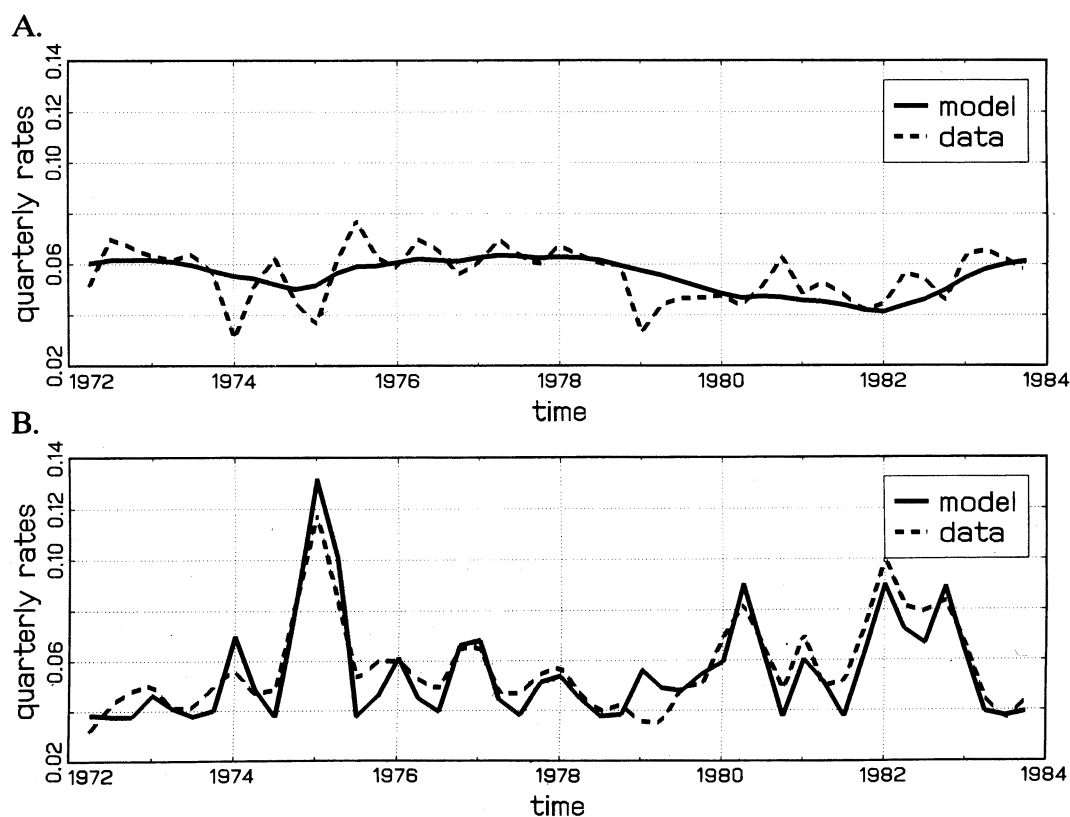 A.
0.14
0.12
0.10
0.06
0.02
quarterly rates
model
data
1972 1974 1976 1978 1980 1982 1984
time
B.
0.14
0.12
0.10
0.06
0.02
quarterly rates
model
data
1972 1974 1976 1978 1980 1982 1984
time